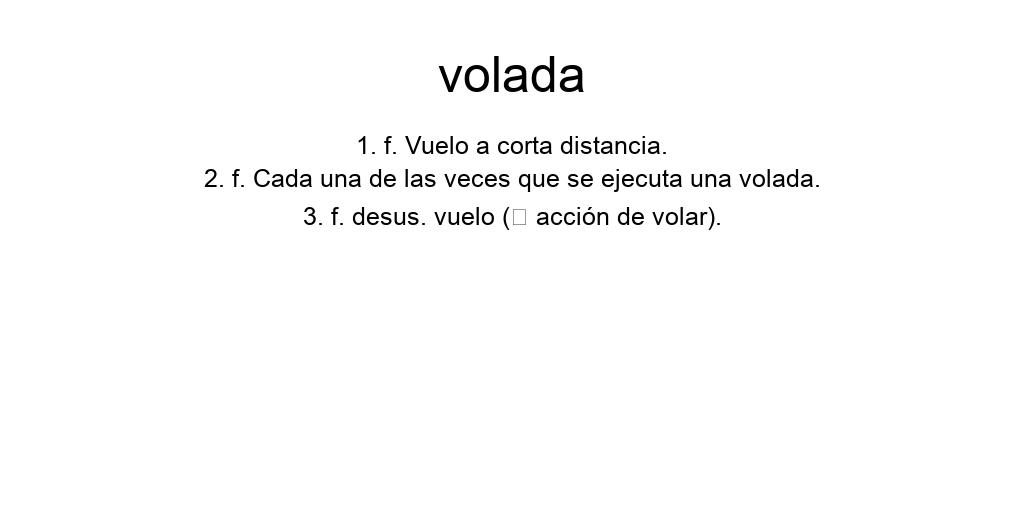 volada
1. f. Vuelo a corta distancia.
2. f. Cada una de las veces que se ejecuta una volada.
3. f. desus. vuelo (□ acción de volar).